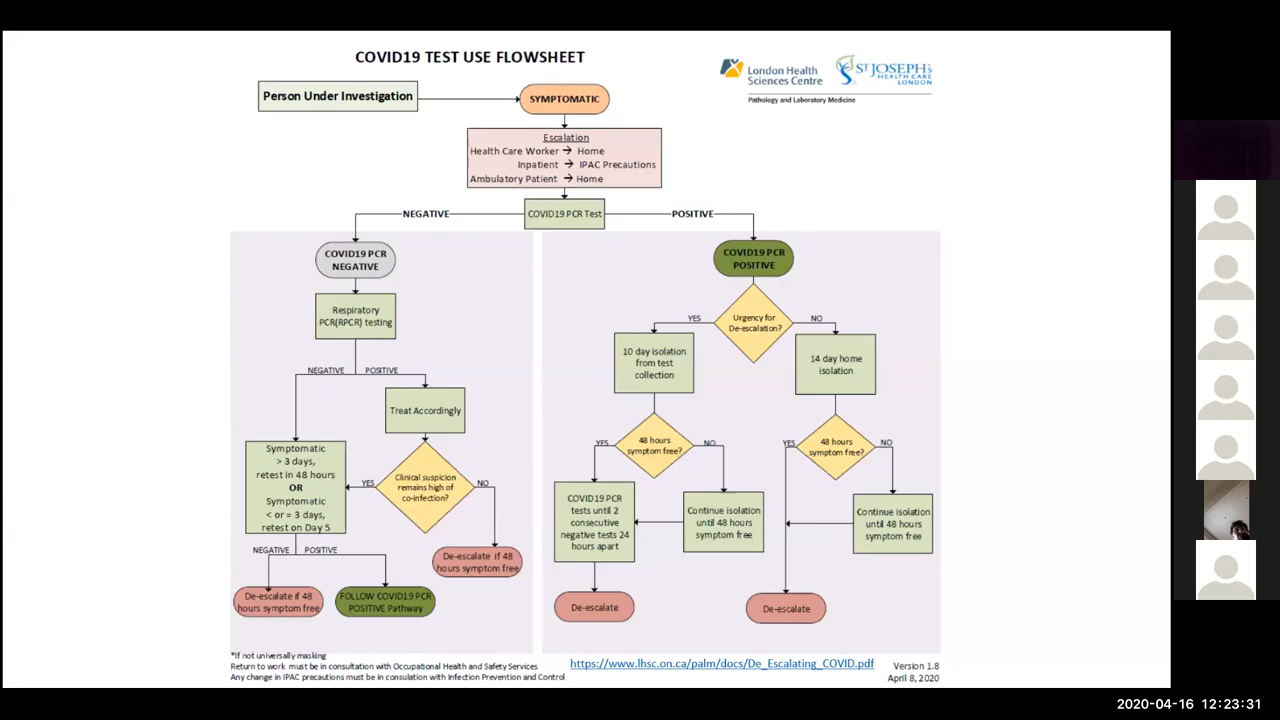 COVID19 TEST USE FLOWSHEET
London Health
Sciences Centre
ST JOSEPH'S
HEALTH CARE
LONDON
Pathology and Laboratory Medicine
Person Under Investigation
SYMPTOMATIC
Escalation
Health Care Worker → Home
Inpatient → IPAC Precautions
Ambulatory Patient → Home
NEGATIVE
COVID19 PCR Test
POSITIVE
COVID19 PCR
NEGATIVE
Respiratory
PCR(RPCR) testing
NEGATIVE
POSITIVE
Treat Accordingly
Symptomatic
> 3 days,
retest in 48 hours
OR
Symptomatic
< or = 3 days,
retest on Day 5
YES
Clinical suspicion
remains high of
co-infection?
NO
De-escalate if 48
hours symptom free
NEGATIVE
POSITIVE
De-escalate if 48
hours symptom free
FOLLOW COVID19 PCR
POSITIVE Pathway
COVID19 PCR
POSITIVE
YES
Urgency for
De-escalation?
NO
10 day isolation
from test
collection
14 day home
isolation
YES
48 hours
symptom free?
NO
YES
48 hours
symptom free?
NO
COVID19 PCR
tests until 2
consecutive
negative tests 24
hours apart
Continue isolation
until 48 hours
symptom free
Continue isolation
until 48 hours
symptom free
De-escalate
De-escalate
*If not universally masking
Return to work must be in consultation with Occupational Health and Safety Services
Any change in IPAC precautions must be in consulation with Infection Prevention and Control
https://www.lhsc.on.ca/palm/docs/De_Escalating_COVID.pdf
Version 1.8
April 8, 2020
2020-04-16 12:23:31